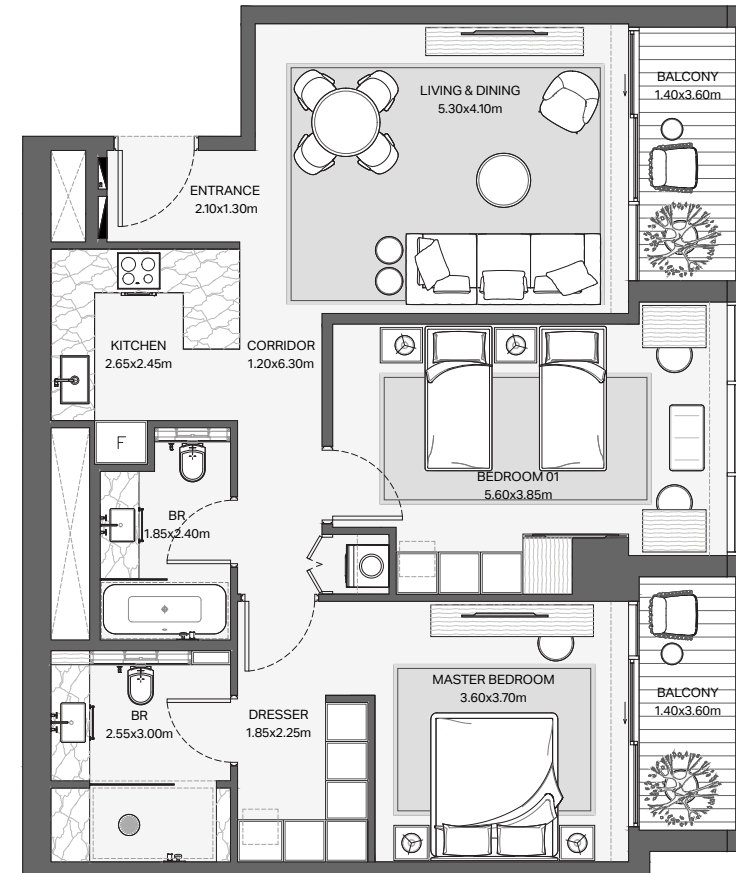 LIVING & DINING
5.30x4.10m
BALCONY
1.40x3.60m
ENTRANCE
2.10x1.30m
KITCHEN
2.65x2.45m
CORRIDOR
1.20x6.30m
F
BEDROOM 01
5.60x3.85m
BR
1.85x2.40m
MASTER BEDROOM
3.60x3.70m
BALCONY
1.40x3.60m
BR
2.55x3.00m
DRESSER
1.85x2.25m